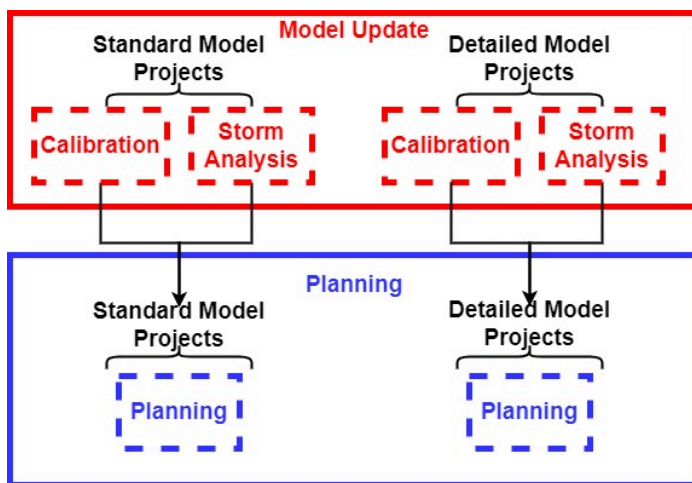 Model Update
Standard Model
Projects
Detailed Model
Projects
Calibration
Storm
Analysis
Calibration
Storm
Analysis
Planning
Standard Model
Projects
Detailed Model
Projects
Planning
Planning